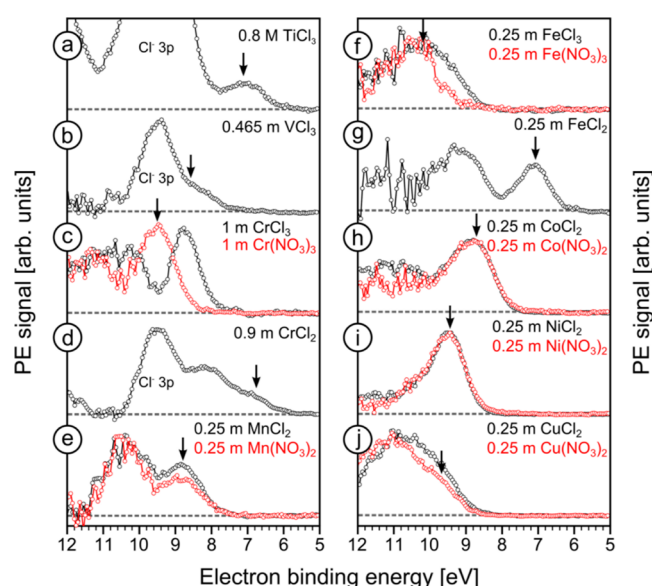 a
Cl⁻ 3p
0.8 M TiCl₃
b
0.465 m VCl₃
Cl⁻ 3p
c
1 m CrCl₃
1 m Cr(NO₃)₃
d
0.9 m CrCl₂
Cl⁻ 3p
e
0.25 m MnCl₂
0.25 m Mn(NO₃)₂
12 11 10 9 8 7 6 5
PE signal [arb. units]
f
0.25 m FeCl₃
0.25 m Fe(NO₃)₃
g
0.25 m FeCl₂
h
0.25 m CoCl₂
0.25 m Co(NO₃)₂
i
0.25 m NiCl₂
0.25 m Ni(NO₃)₂
j
0.25 m CuCl₂
0.25 m Cu(NO₃)₂
12 11 10 9 8 7 6 5
PE signal [arb. units]
Electron binding energy [eV]